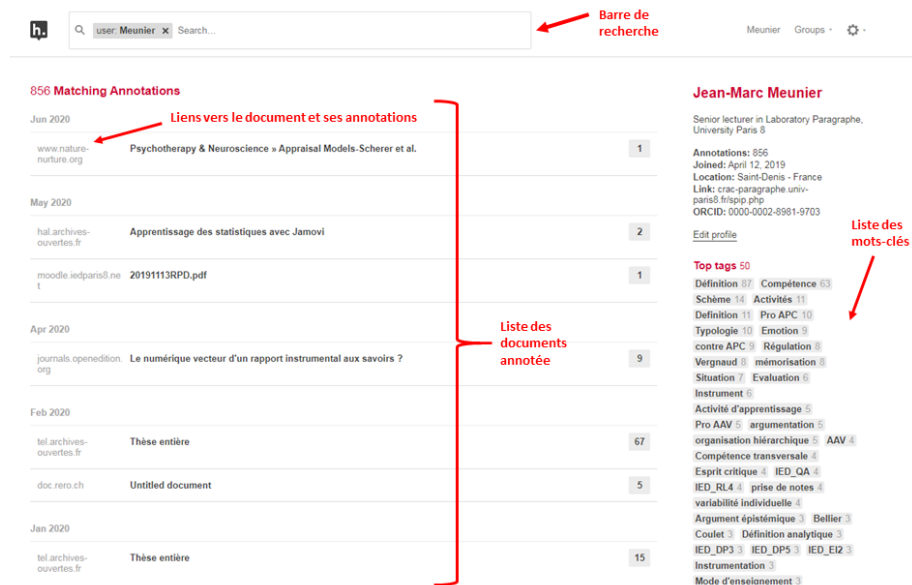 h.
user: Meunier × Search...
Barre de
recherche
Meunier Groups
856 Matching Annotations
Jun 2020
Liens vers le document et ses annotations
www.nature-
nurture.org
Psychotherapy & Neuroscience » Appraisal Models-Scherer et al.
1
May 2020
hal.archives-
ouvertes.fr
Apprentissage des statistiques avec Jamovi
2
moodle.iedparis8.ne
t
20191113RPD.pdf
1
Apr 2020
Liste des
documents
annotée
journals.openedition.
org
Le numérique vecteur d'un rapport instrumental aux savoirs ?
9
Feb 2020
tel.archives-
ouvertes.fr
Thèse entière
67
doc.rero.ch
Untitled document
5
Jan 2020
tel.archives-
ouvertes.fr
Thèse entière
15
Jean-Marc Meunier
Senior lecturer in Laboratory Paragraphe,
University Paris 8
Annotations: 856
Joined: April 12, 2019
Location: Saint-Denis - France
Link: crac-paragraphe.univ-
paris8.fr/spip.php
ORCID: 0000-0002-8981-9703
Edit profile
Liste des
mots-clés
Top tags 50
Définition 87 Compétence 63
Schème 14 Activités 11
Definition 11 Pro APC 10
Typologie 10 Emotion 9
contre APC 9 Régulation 8
Vergnaud 8 mémorisation 8
Situation 7 Evaluation 6
Instrument 6
Activité d'apprentissage 5
Pro AAV 5 argumentation 5
organisation hiérarchique 5 AAV 4
Compétence transversale 4
Esprit critique 4 IED_QA 4
IED_RL4 4 prise de notes 4
variabilité individuelle 4
Argument épistémique 3 Bellier 3
Coulet 3 Définition analytique 3
IED_DP3 3 IED_DP5 3 IED_EI2 3
Instrumentation 3
Mode d'enseignement 3